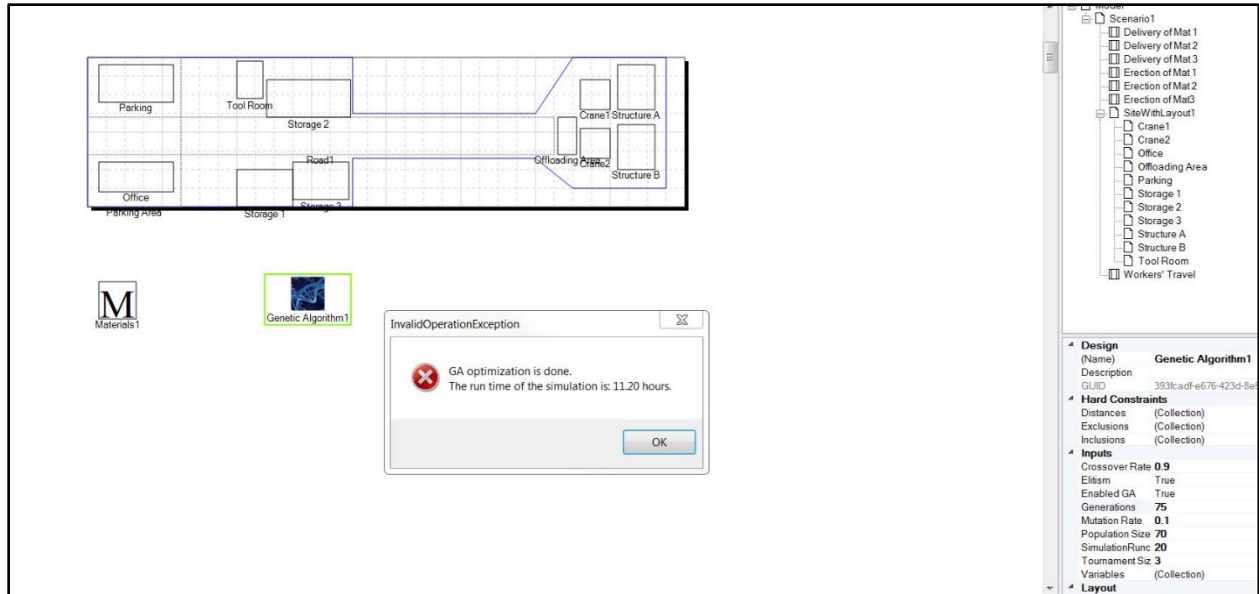 Model
Scenario1
Delivery of Mat 1
Delivery of Mat 2
Delivery of Mat 3
Erection of Mat 1
Erection of Mat 2
Erection of Mat3
SiteWithLayout1
Crane1
Crane2
Office
Offloading Area
Parking
Storage 1
Storage 2
Storage 3
Structure A
Structure B
Tool Room
Workers' Travel
Parking
Tool Room
Storage 2
Crane1
Structure A
Road1
Offloading Area
Crane2
Structure B
Office
Parking Area
Storage 1
Storage 3
M
Materials1
Genetic Algorithm1
InvalidOperationException
GA optimization is done.
The run time of the simulation is: 11.20 hours.
OK
Design
(Name) Genetic Algorithm1
Description
GUID 393fcadf-e676-423d-8e5
Hard Constraints
Distances (Collection)
Exclusions (Collection)
Inclusions (Collection)
Inputs
Crossover Rate 0.9
Elitism True
Enabled GA True
Generations 75
Mutation Rate 0.1
Population Size 70
SimulationRunc 20
Tournament Siz 3
Variables (Collection)
Layout